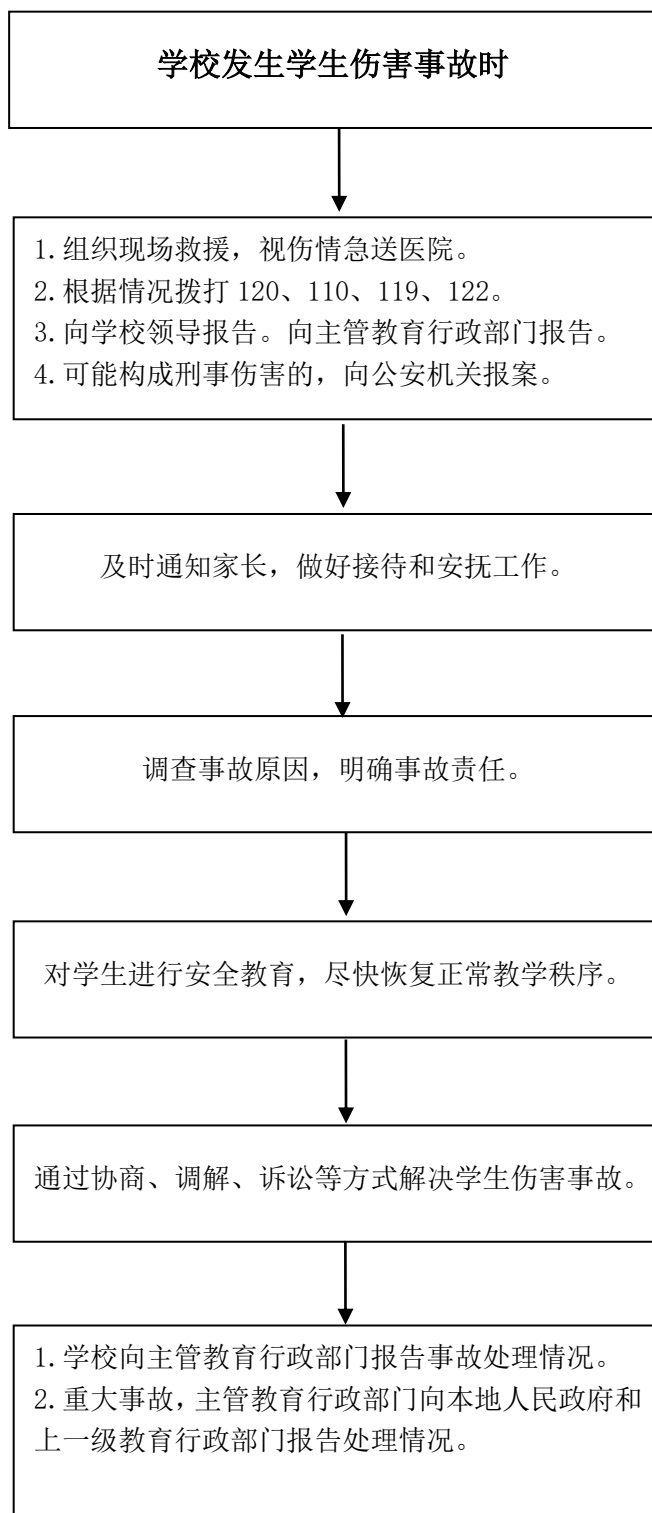 学校发生学生伤害事故时
1.组织现场救援，视伤情急送医院。
2.根据情况拨打 120、110、119、122。
3.向学校领导报告。向主管教育行政部门报告。
4.可能构成刑事伤害的，向公安机关报案。
及时通知家长，做好接待和安抚工作。
调查事故原因，明确事故责任。
对学生进行安全教育，尽快恢复正常教学秩序。
通过协商、调解、诉讼等方式解决学生伤害事故。
1.学校向主管教育行政部门报告事故处理情况。
2.重大事故，主管教育行政部门向本地人民政府和
上一级教育行政部门报告处理情况。